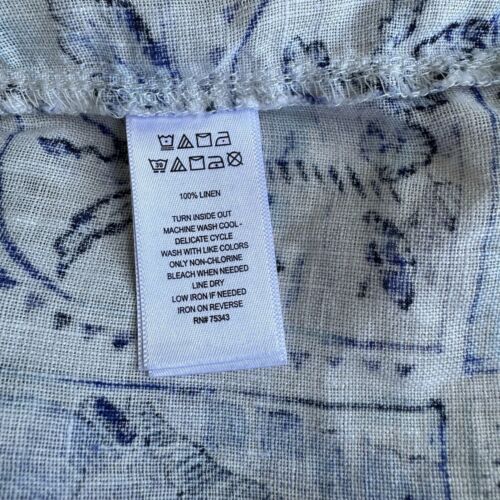 30
100% LINEN
TURN INSIDE OUT
MACHINE WASH COOL-
DELICATE CYCLE
WASH WITH LIKE COLORS
ONLY NON-CHLORINE
BLEACH WHEN NEEDED
LINE DRY
LOW IRON IF NEEDED
IRON ON REVERSE
RN# 75343